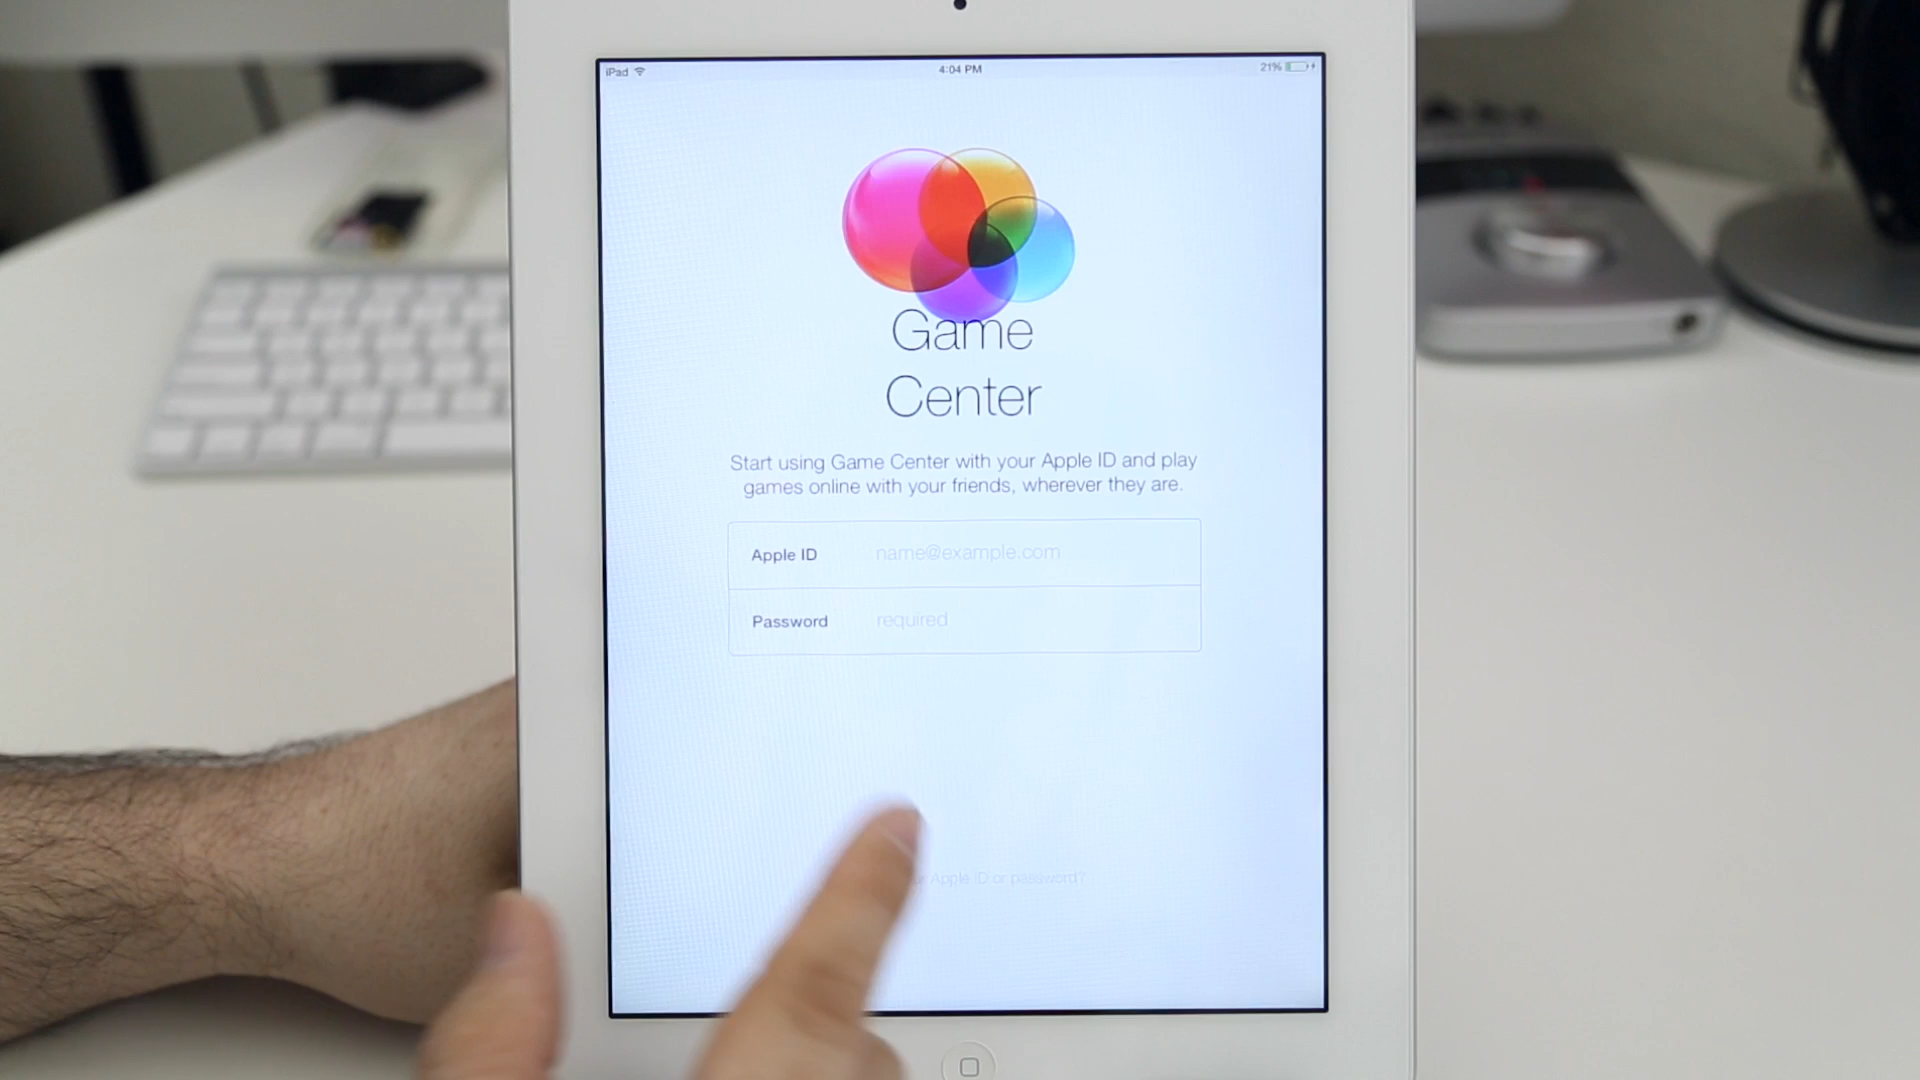 iPad
4:04 PM
21%
Game
Center
Start using Game Center with your Apple ID and play
games online with your friends, wherever they are.
Apple ID name@example.com
Password required
Apple ID or password?